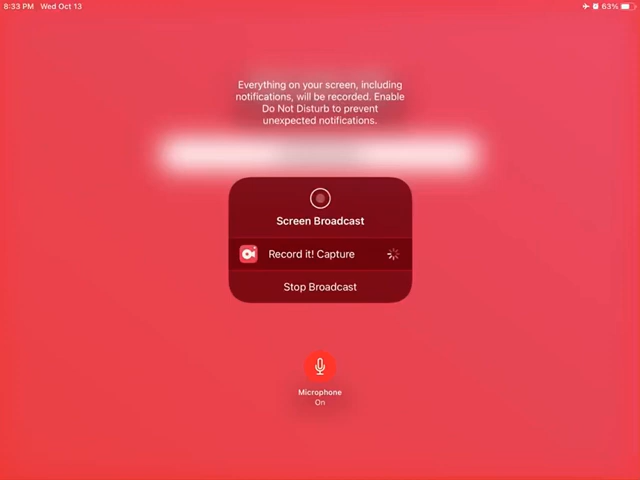 8:33 PM Wed Oct 13 63%
Everything on your screen, including
notifications, will be recorded. Enable
Do Not Disturb to prevent
unexpected notifications.
Screen Broadcast
Record it! Capture
Stop Broadcast
Microphone
On